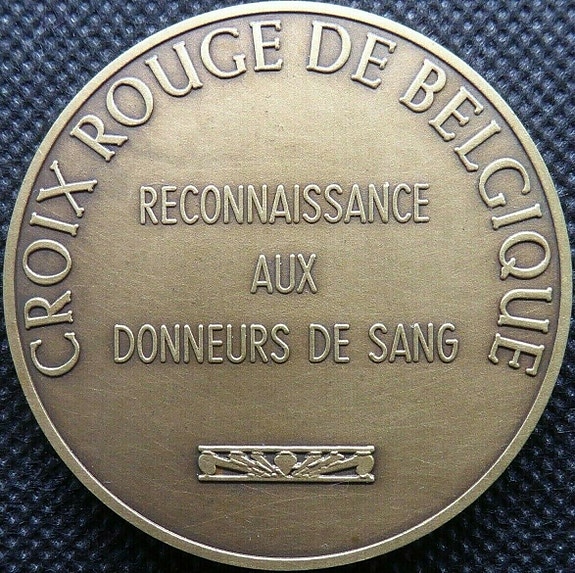 CROIX ROUGE DE BELGIQUE
RECONNAISSANCE
AUX
DONNEURS DE SANG